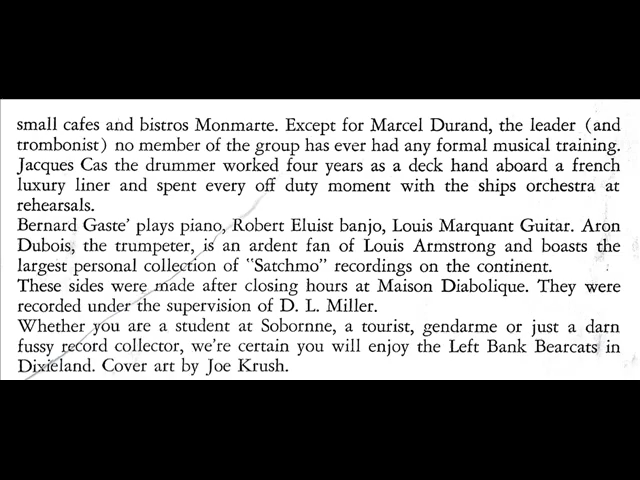 small cafes and bistros Monmarte. Except for Marcel Durand, the leader (and
trombonist) no member of the group has ever had any formal musical training.
Jacques Cas the drummer worked four years as a deck hand aboard a french
luxury liner and spent every off duty moment with the ships orchestra at
rehearsals.
Bernard Gaste' plays piano, Robert Eluist banjo, Louis Marquant Guitar. Aron
Dubois, the trumpeter, is an ardent fan of Louis Armstrong and boasts the
largest personal collection of "Satchmo" recordings on the continent.
These sides were made after closing hours at Maison Diabolique. They were
recorded under the supervision of D. L. Miller.
Whether you are a student at Sobornne, a tourist, gendarme or just a darn
fussy record collector, we're certain you will enjoy the Left Bank Bearcats in
Dixieland. Cover art by Joe Krush.